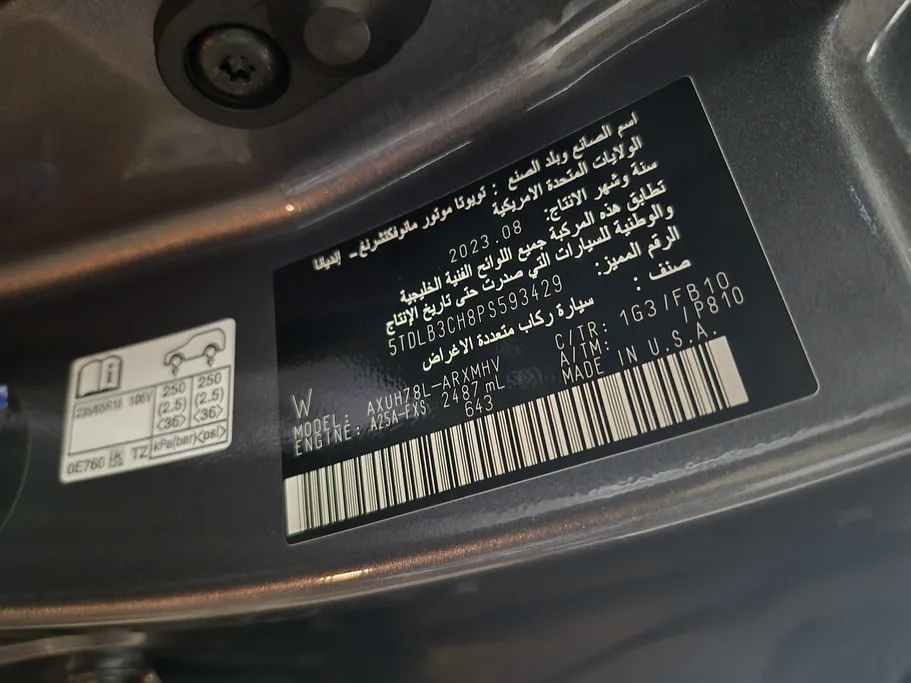 اسم الصانع وبلد الصنع : تويوتا موتور مانوفكتشرنغ - إنديانا
الولايات المتحدة الامريكية
سنة وشهر الانتاج: 2023.08
تطابق هذه المركبة جميع اللوائح الفنية الخليجية
والوطنية للسيارات التي صدرت حتى تاريخ الإنتاج
الرقم المميز: 5TDLB3CH8PS593429
صنف : سيارة ركاب متعددة الاغراض
W
C/TR: 1G3/FB10
MODEL: AXUH78L-ARXMHV A/TM: /P810
ENGINE: A25A-FXS 2487 mL MADE IN U.S.A.
643
235/65R18 106V
250 (2.5) <36>
250 (2.5) <36>
kPa(bar)<psi>
0E760 TZ